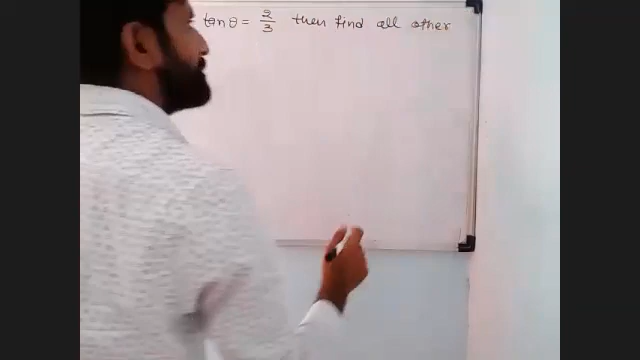 tanθ = 2/3 then find all other